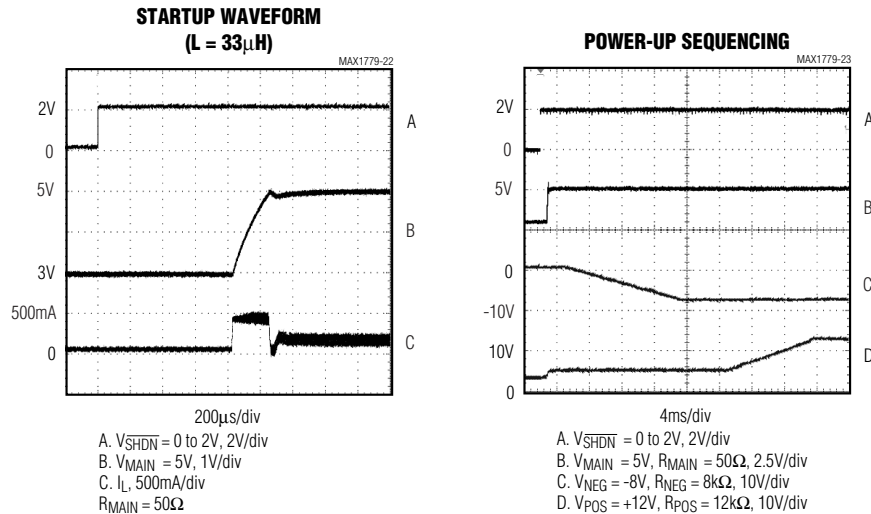 STARTUP WAVEFORM
(L = 33µH)
MAX1779-22
2V
0
5V
3V
500mA
0
A
B
C
200µs/div
A. VSHDN = 0 to 2V, 2V/div
B. VMAIN = 5V, 1V/div
C. IL, 500mA/div
RMAIN = 50Ω
POWER-UP SEQUENCING
MAX1779-23
2V
0
5V
0
-10V
10V
0
A
B
C
D
4ms/div
A. VSHDN = 0 to 2V, 2V/div
B. VMAIN = 5V, RMAIN = 50Ω, 2.5V/div
C. VNEG = -8V, RNEG = 8kΩ, 10V/div
D. VPOS = +12V, RPOS = 12kΩ, 10V/div